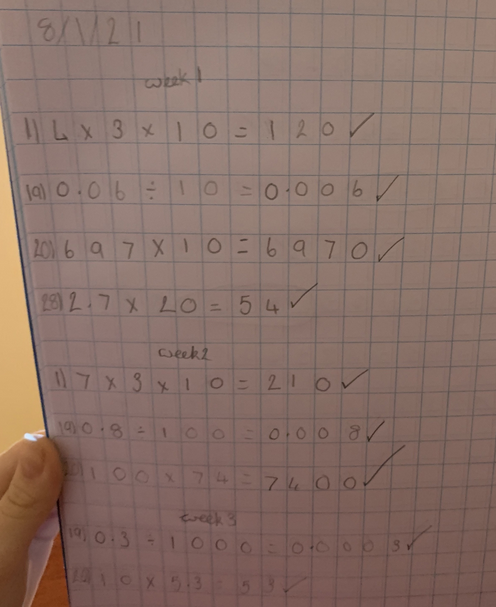 8/1/21
week 1
1) 4 x 3 x 10 = 120 ✓
19) 0.06 ÷ 10 = 0.006 ✓
20) 697 x 10 = 6970 ✓
28) 2.7 x 20 = 54 ✓
week 2
1) 7 x 3 x 10 = 210 ✓
19) 0.8 ÷ 100 = 0.008 ✓
100 x 74 = 7400 ✓
week 3
19) 0.3 ÷ 1000 = 0.0003 ✓
10 x 5.3 = 53 ✓